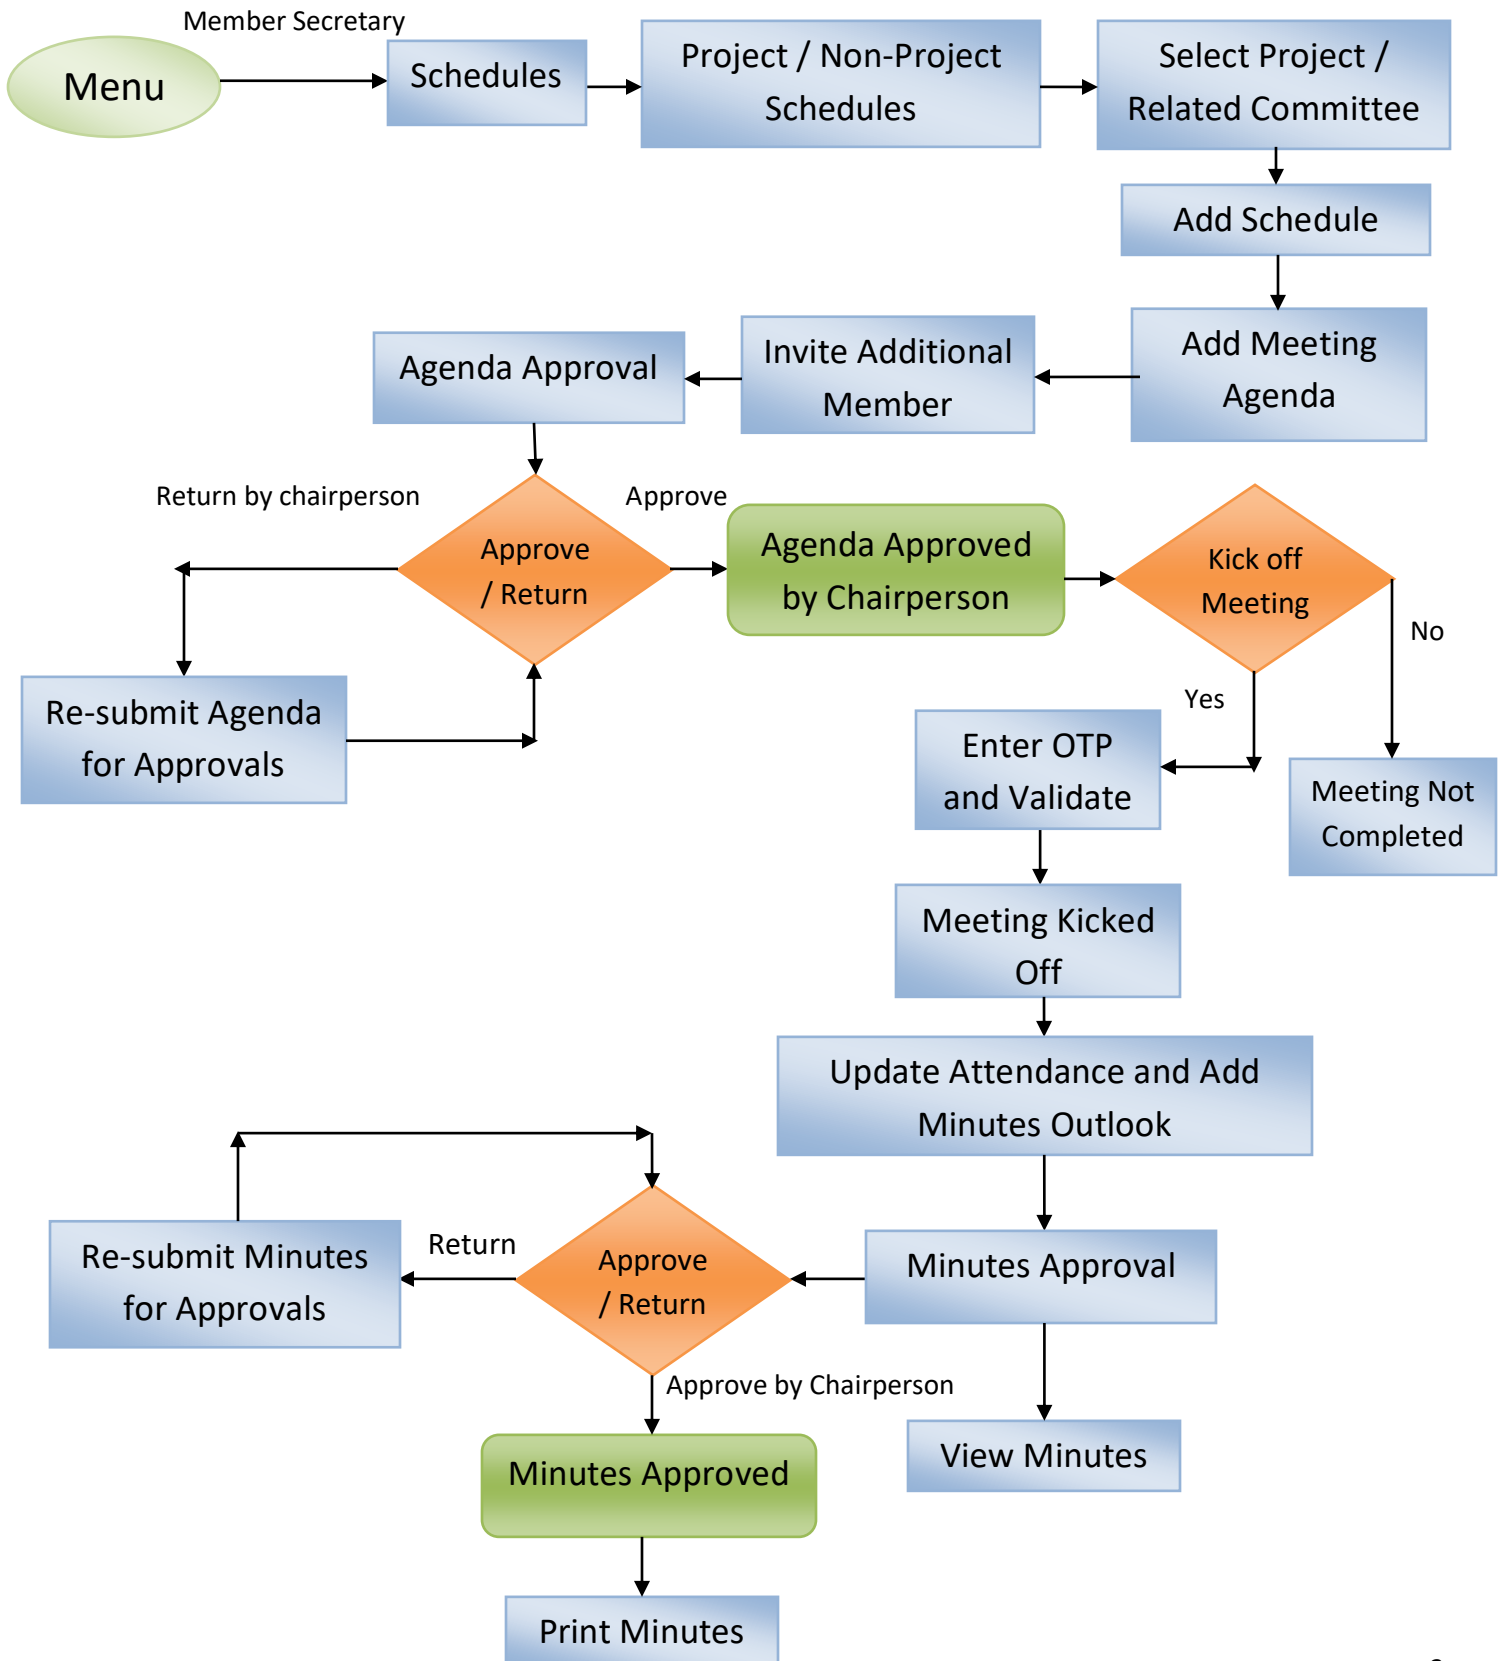 Member Secretary
Menu
Schedules
Project / Non-Project
Schedules
Select Project /
Related Committee
Add Schedule
Add Meeting
Agenda
Invite Additional
Member
Agenda Approval
Return by chairperson
Approve
Approve
/ Return
Agenda Approved
by Chairperson
Kick off
Meeting
No
Yes
Re-submit Agenda
for Approvals
Enter OTP
and Validate
Meeting Not
Completed
Meeting Kicked
Off
Update Attendance and Add
Minutes Outlook
Minutes Approval
Approve
/ Return
Return
Re-submit Minutes
for Approvals
Approve by Chairperson
View Minutes
Minutes Approved
Print Minutes